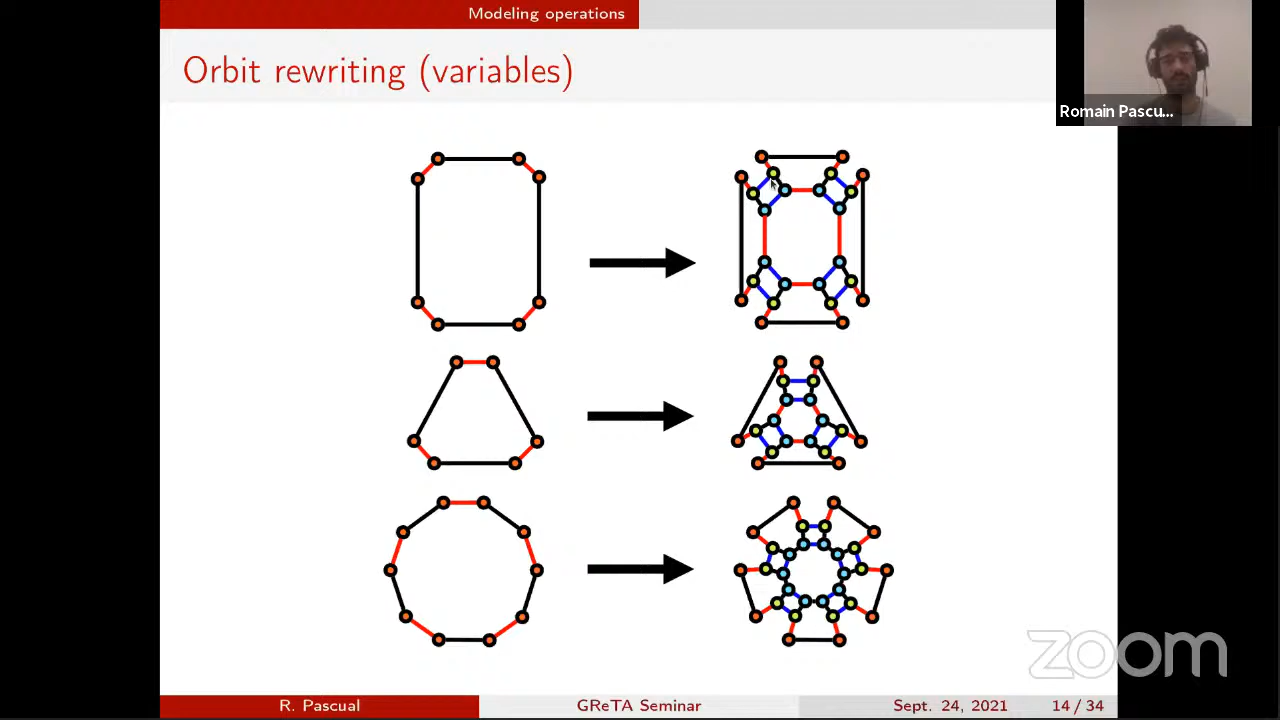 Modeling operations
Orbit rewriting (variables)
Romain Pascu...
zoom
R. Pascual
GReTA Seminar
Sept. 24, 2021
14 / 34